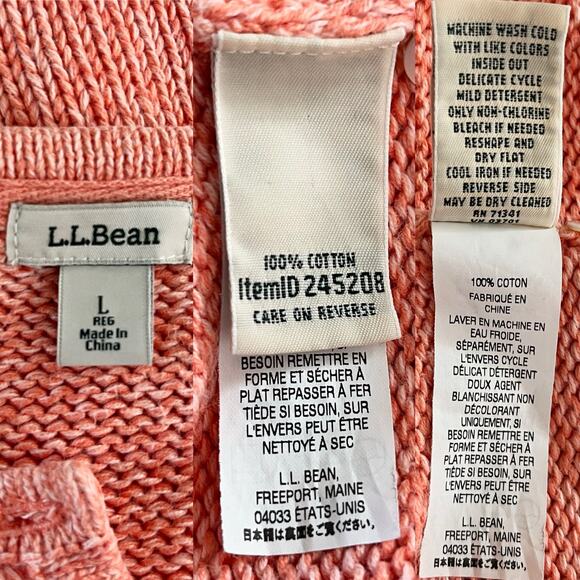 L.L.Bean
L
REG
Made in
China
100% COTTON
ItemID 245208
CARE ON REVERSE
BESOIN REMETTRE EN
FORME ET SÉCHER À
PLAT REPASSER À FER
TIÈDE SI BESOIN, SUR
L'ENVERS PEUT ÊTRE
NETTOYÉ À SEC
L.L. BEAN,
FREEPORT, MAINE
04033 ÉTATS-UNIS
日本語は裏面をご覧ください。
MACHINE WASH COLD
WITH LIKE COLORS
INSIDE OUT
DELICATE CYCLE
MILD DETERGENT
ONLY NON-CHLORINE
BLEACH IF NEEDED
RESHAPE AND
DRY FLAT
COOL IRON IF NEEDED
REVERSE SIDE
MAY BE DRY CLEANED
RN 71341
100% COTON
FABRIQUÉ EN
CHINE
LAVER EN MACHINE EN
EAU FROIDE,
SÉPARÉMENT, SUR
L'ENVERS CYCLE
DÉLICAT DÉTERGENT
DOUX AGENT
BLANCHISSANT NON
DÉCOLORANT
UNIQUEMENT, SI
BESOIN REMETTRE EN
FORME ET SÉCHER À
PLAT REPASSER À FER
TIÈDE SI BESOIN, SUR
L'ENVERS PEUT ÊTRE
NETTOYÉ À SEC
L.L. BEAN,
FREEPORT, MAINE
04033 ÉTATS-UNIS
日本語は裏面をご覧ください。